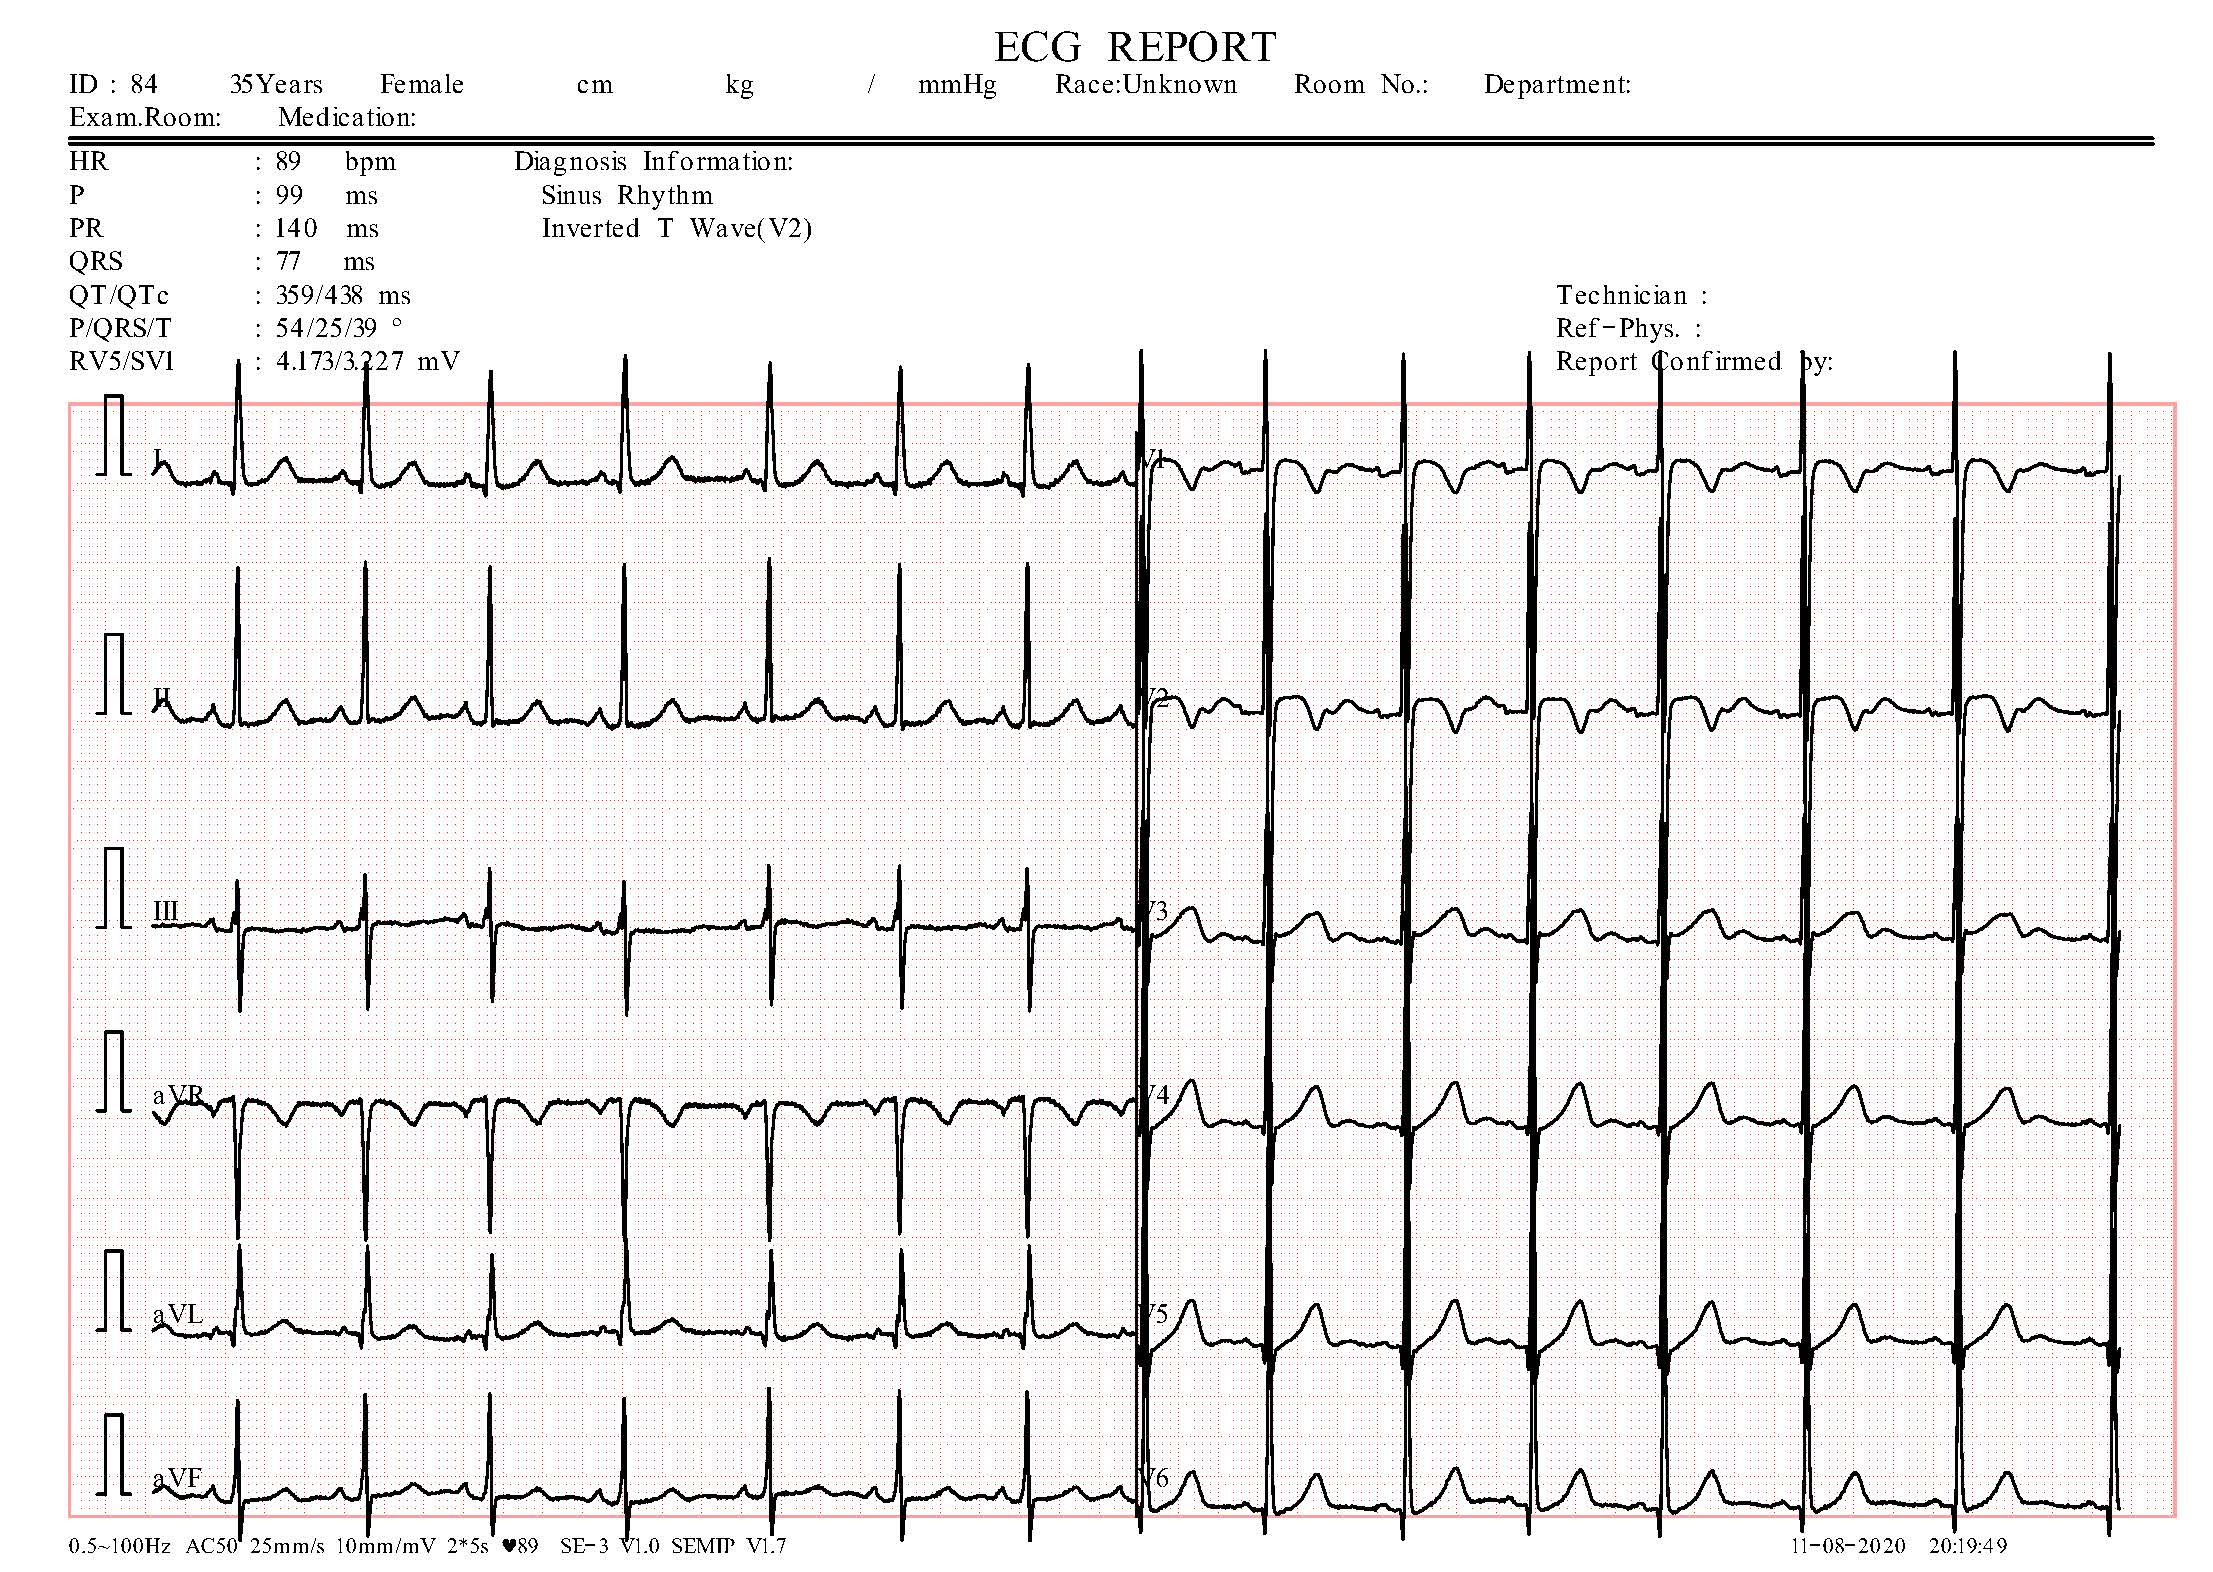 ECG REPORT
ID : 84 35Years Female cm kg / mmHg Race:Unknown Room No.: Department:
Exam.Room: Medication:
HR : 89 bpm Diagnosis Information:
P : 99 ms Sinus Rhythm
PR : 140 ms Inverted T Wave(V2)
QRS : 77 ms
QT/QTc : 359/438 ms Technician :
P/QRS/T : 54/25/39 ° Ref-Phys. :
RV5/SV1 : 4.173/3.227 mV Report Confirmed by:
I V1
II V2
III V3
aVR V4
aVL V5
aVF V6
0.5~100Hz AC50 25mm/s 10mm/mV 2*5s ♥89 SE-3 V1.0 SEMIP V1.7 11-08-2020 20:19:49